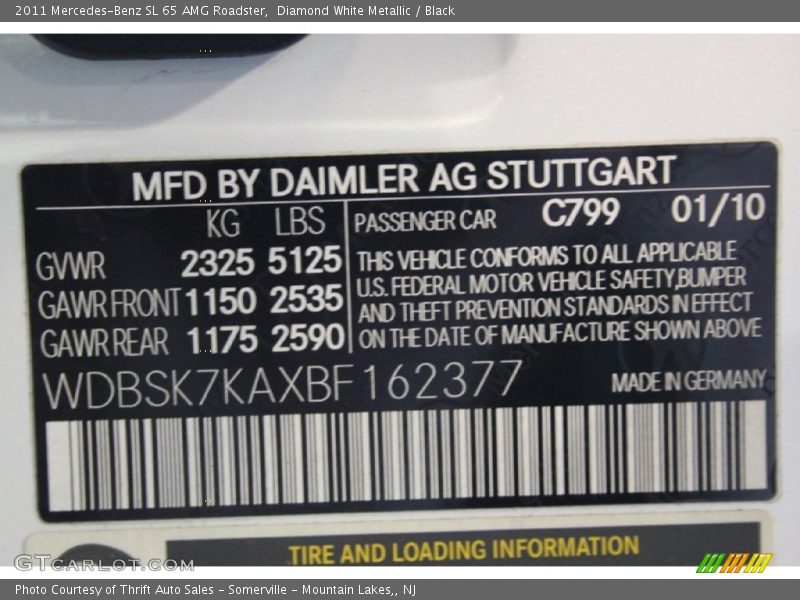 2011 Mercedes-Benz SL 65 AMG Roadster,  Diamond White Metallic / Black
MFD BY DAIMLER AG STUTTGART
KG LBS
GVWR 2325 5125
GAWR FRONT 1150 2535
GAWR REAR 1175 2590
PASSENGER CAR C799 01/10
THIS VEHICLE CONFORMS TO ALL APPLICABLE
U.S. FEDERAL MOTOR VEHICLE SAFETY,BUMPER
AND THEFT PREVENTION STANDARDS IN EFFECT
ON THE DATE OF MANUFACTURE SHOWN ABOVE
WDBSK7KAXBF162377
MADE IN GERMANY
TIRE AND LOADING INFORMATION
GTCARLOT.COM
Photo Courtesy of Thrift Auto Sales - Somerville - Mountain Lakes,, NJ